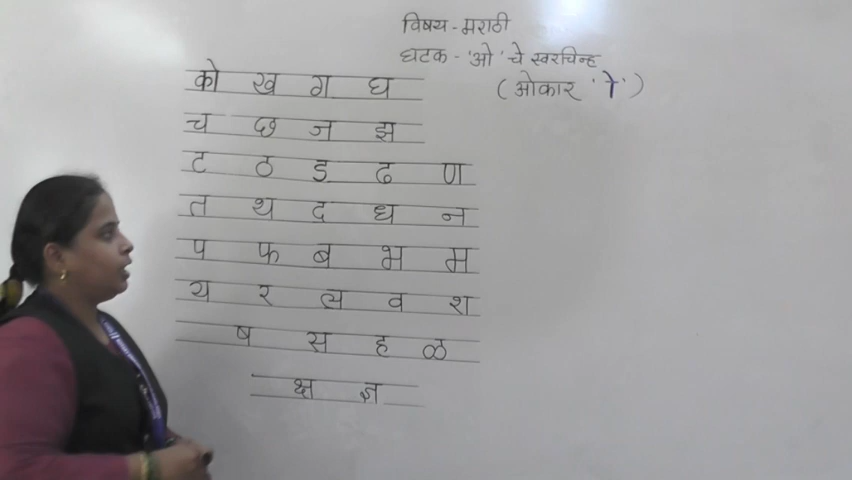 विषय - मराठी
घटक - 'ओ' चे स्वरचिन्ह
(ओकार 'ो')
को ख ग घ
च छ ज झ
ट ठ ड ढ ण
त थ द ध न
प फ ब भ म
य र ल व श
ष स ह ळ
क्ष ज्ञ